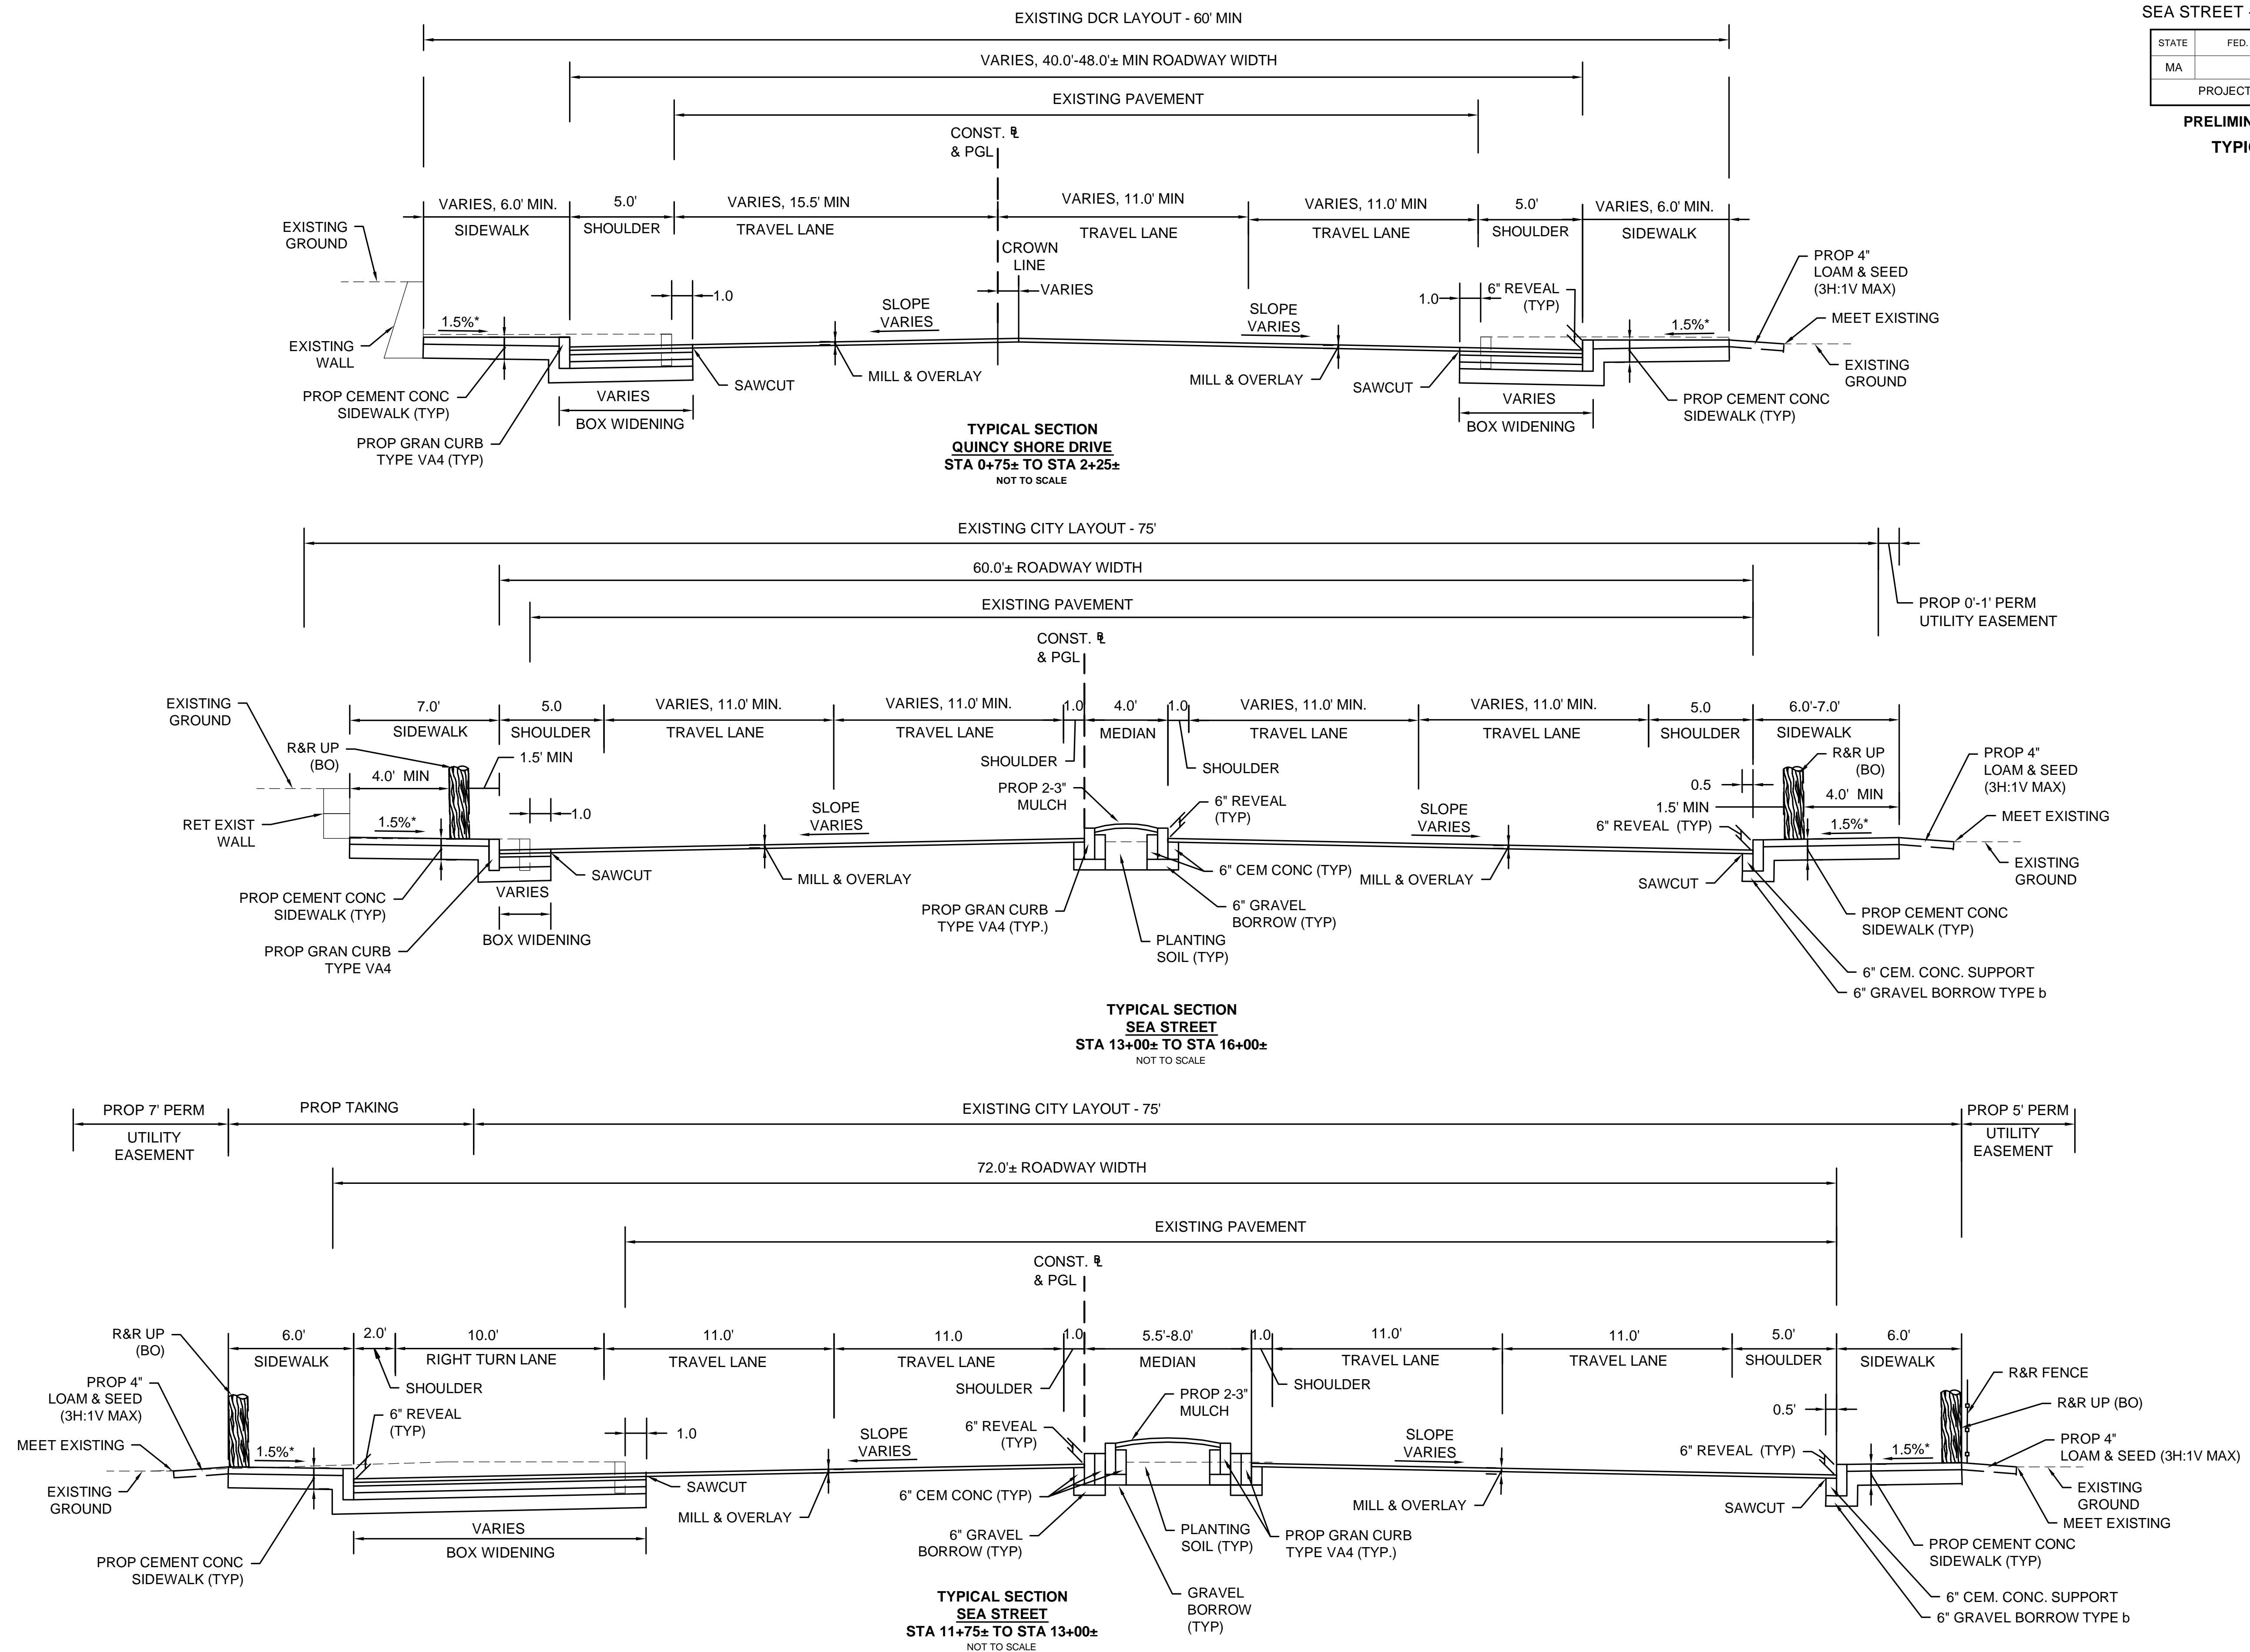 SEA STREET -
STATE
FED.
MA
PROJECT
PRELIMIN
TYPI
EXISTING DCR LAYOUT - 60' MIN
VARIES, 40.0'-48.0'± MIN ROADWAY WIDTH
EXISTING PAVEMENT
CONST. BL
& PGL
VARIES, 6.0' MIN.
SIDEWALK
5.0'
SHOULDER
VARIES, 15.5' MIN
TRAVEL LANE
VARIES, 11.0' MIN
TRAVEL LANE
VARIES, 11.0' MIN
TRAVEL LANE
5.0'
SHOULDER
VARIES, 6.0' MIN.
SIDEWALK
EXISTING
GROUND
CROWN
LINE
VARIES
1.0
SLOPE
VARIES
SLOPE
VARIES
1.0
6" REVEAL
(TYP)
PROP 4"
LOAM & SEED
(3H:1V MAX)
1.5%*
1.5%*
MEET EXISTING
EXISTING
WALL
EXISTING
GROUND
PROP CEMENT CONC
SIDEWALK (TYP)
PROP GRAN CURB
TYPE VA4 (TYP)
VARIES
BOX WIDENING
SAWCUT
MILL & OVERLAY
MILL & OVERLAY
SAWCUT
VARIES
BOX WIDENING
PROP CEMENT CONC
SIDEWALK (TYP)
TYPICAL SECTION
QUINCY SHORE DRIVE
STA 0+75± TO STA 2+25±
NOT TO SCALE
EXISTING CITY LAYOUT - 75'
60.0'± ROADWAY WIDTH
EXISTING PAVEMENT
PROP 0'-1' PERM
UTILITY EASEMENT
CONST. BL
& PGL
EXISTING
GROUND
7.0'
SIDEWALK
5.0
SHOULDER
VARIES, 11.0' MIN.
TRAVEL LANE
VARIES, 11.0' MIN.
TRAVEL LANE
1.0
4.0'
MEDIAN
1.0
VARIES, 11.0' MIN.
TRAVEL LANE
VARIES, 11.0' MIN.
TRAVEL LANE
5.0
SHOULDER
6.0'-7.0'
SIDEWALK
R&R UP
(BO)
1.5' MIN
4.0' MIN
SHOULDER
SHOULDER
R&R UP
(BO)
PROP 4"
LOAM & SEED
(3H:1V MAX)
0.5
4.0' MIN
1.5' MIN
6" REVEAL (TYP)
1.5%*
MEET EXISTING
RET EXIST
WALL
1.5%*
1.0
SLOPE
VARIES
PROP 2-3"
MULCH
6" REVEAL
(TYP)
SLOPE
VARIES
EXISTING
GROUND
SAWCUT
MILL & OVERLAY
6" CEM CONC (TYP)
MILL & OVERLAY
SAWCUT
PROP CEMENT CONC
SIDEWALK (TYP)
VARIES
BOX WIDENING
PROP GRAN CURB
TYPE VA4 (TYP.)
6" GRAVEL
BORROW (TYP)
PROP CEMENT CONC
SIDEWALK (TYP)
PROP GRAN CURB
TYPE VA4
PLANTING
SOIL (TYP)
6" CEM. CONC. SUPPORT
6" GRAVEL BORROW TYPE b
TYPICAL SECTION
SEA STREET
STA 13+00± TO STA 16+00±
NOT TO SCALE
PROP 7' PERM
UTILITY
EASEMENT
PROP TAKING
EXISTING CITY LAYOUT - 75'
PROP 5' PERM
UTILITY
EASEMENT
72.0'± ROADWAY WIDTH
EXISTING PAVEMENT
CONST. BL
& PGL
R&R UP
(BO)
6.0'
SIDEWALK
2.0'
10.0'
RIGHT TURN LANE
11.0'
TRAVEL LANE
11.0
TRAVEL LANE
1.0
5.5'-8.0'
MEDIAN
1.0
11.0'
TRAVEL LANE
11.0'
TRAVEL LANE
5.0'
SHOULDER
6.0'
SIDEWALK
PROP 4"
LOAM & SEED
(3H:1V MAX)
SHOULDER
SHOULDER
SHOULDER
R&R FENCE
R&R UP (BO)
MEET EXISTING
1.5%*
6" REVEAL
(TYP)
1.0
SLOPE
VARIES
6" REVEAL
(TYP)
PROP 2-3"
MULCH
SLOPE
VARIES
0.5'
6" REVEAL (TYP)
1.5%*
PROP 4"
LOAM & SEED (3H:1V MAX)
EXISTING
GROUND
SAWCUT
MILL & OVERLAY
6" CEM CONC (TYP)
MILL & OVERLAY
SAWCUT
EXISTING
GROUND
MEET EXISTING
VARIES
BOX WIDENING
6" GRAVEL
BORROW (TYP)
PLANTING
SOIL (TYP)
PROP GRAN CURB
TYPE VA4 (TYP.)
PROP CEMENT CONC
SIDEWALK (TYP)
PROP CEMENT CONC
SIDEWALK (TYP)
GRAVEL
BORROW
(TYP)
6" CEM. CONC. SUPPORT
6" GRAVEL BORROW TYPE b
TYPICAL SECTION
SEA STREET
STA 11+75± TO STA 13+00±
NOT TO SCALE